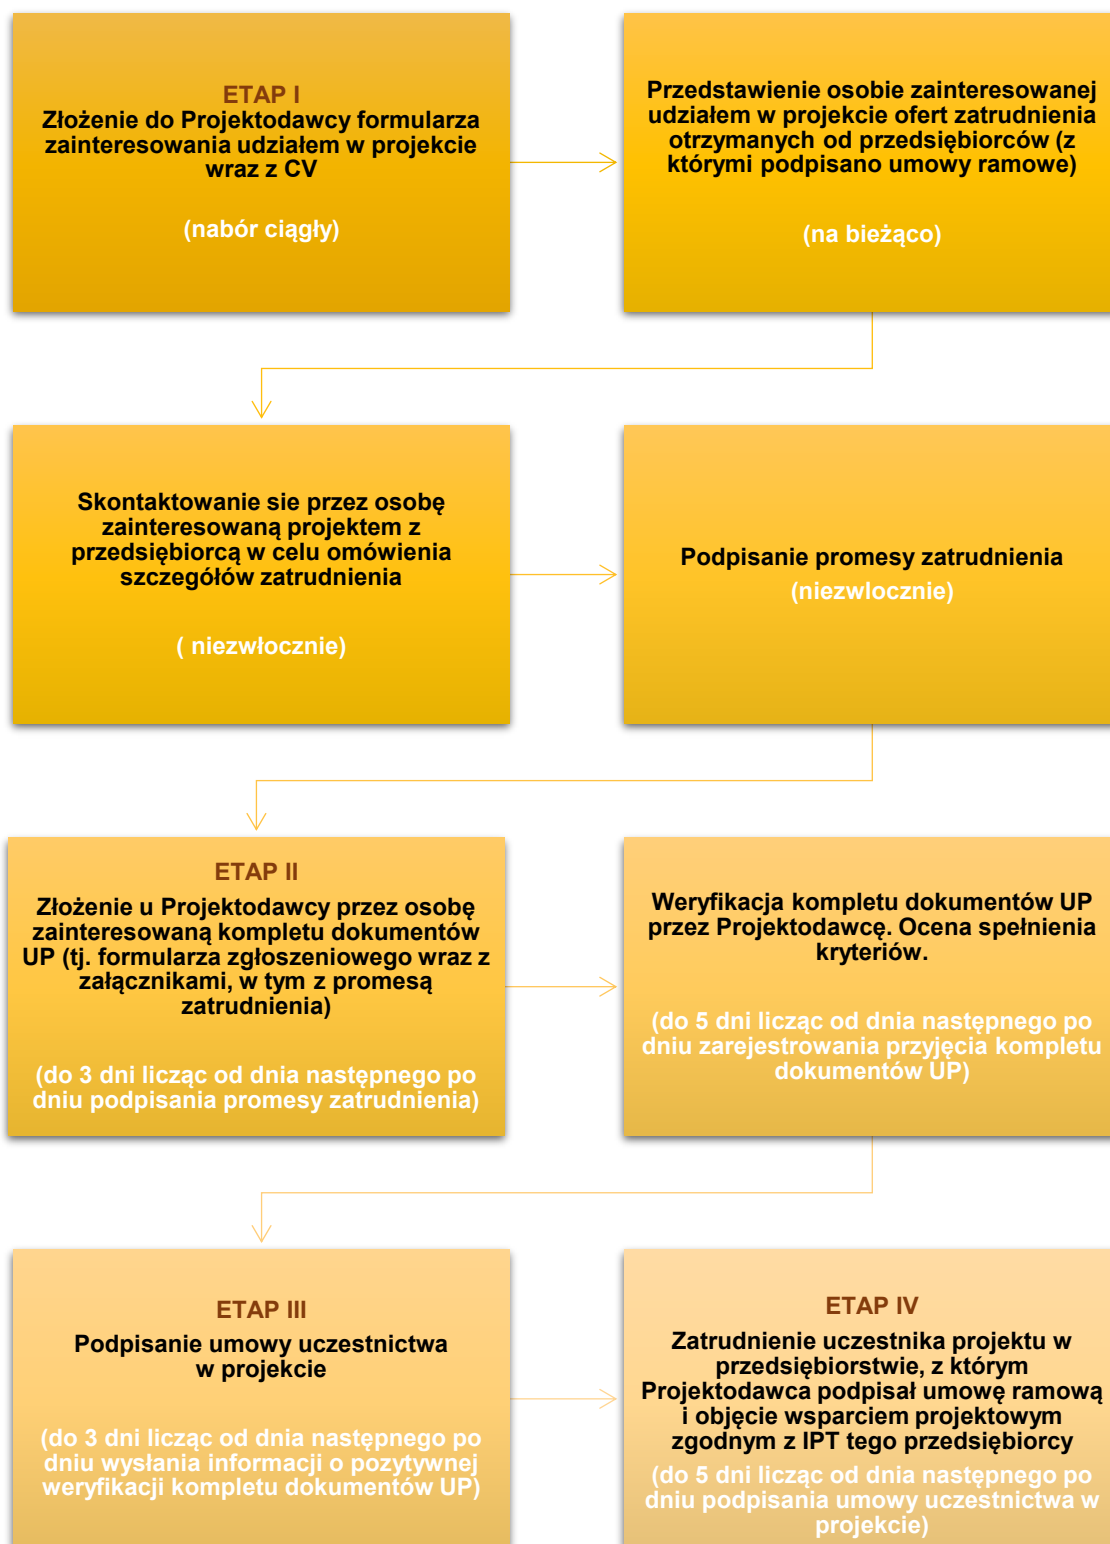 ETAP I
Złożenie do Projektodawcy formularza
zainteresowania udziałem w projekcie
wraz z CV
(nabór ciągły)
Przedstawienie osobie zainteresowanej
udziałem w projekcie ofert zatrudnienia
otrzymanych od przedsiębiorców (z
którymi podpisano umowy ramowe)
(na bieżąco)
Skontaktowanie sie przez osobę
zainteresowaną projektem z
przedsiębiorcą w celu omówienia
szczegółów zatrudnienia
( niezwłocznie)
Podpisanie promesy zatrudnienia
(niezwlocznie)
ETAP II
Złożenie u Projektodawcy przez osobę
zainteresowaną kompletu dokumentów
UP (tj. formularza zgłoszeniowego wraz z
załącznikami, w tym z promesą
zatrudnienia)
(do 3 dni licząc od dnia następnego po
dniu podpisania promesy zatrudnienia)
Weryfikacja kompletu dokumentów UP
przez Projektodawcę. Ocena spełnienia
kryteriów.
(do 5 dni licząc od dnia następnego po
dniu zarejestrowania przyjęcia kompletu
dokumentów UP)
ETAP III
Podpisanie umowy uczestnictwa
w projekcie
(do 3 dni licząc od dnia następnego po
dniu wysłania informacji o pozytywnej
weryfikacji kompletu dokumentów UP)
ETAP IV
Zatrudnienie uczestnika projektu w
przedsiębiorstwie, z którym
Projektodawca podpisał umowę ramową
i objęcie wsparciem projektowym
zgodnym z IPT tego przedsiębiorcy
(do 5 dni licząc od dnia następnego po
dniu podpisania umowy uczestnictwa w
projekcie)